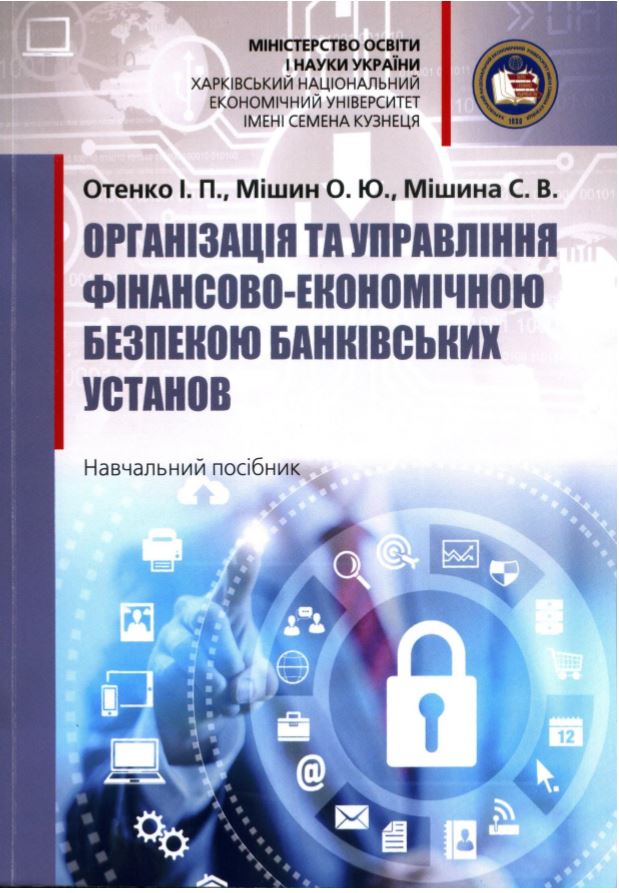 МІНІСТЕРСТВО ОСВІТИ
І НАУКИ УКРАЇНИ
ХАРКІВСЬКИЙ НАЦІОНАЛЬНИЙ
ЕКОНОМІЧНИЙ УНІВЕРСИТЕТ
ІМЕНІ СЕМЕНА КУЗНЕЦЯ
1930
Отенко І. П., Мішин О. Ю., Мішина С. В.
ОРГАНІЗАЦІЯ ТА УПРАВЛІННЯ
ФІНАНСОВО-ЕКОНОМІЧНОЮ
БЕЗПЕКОЮ БАНКІВСЬКИХ
УСТАНОВ
Навчальний посібник
12
@